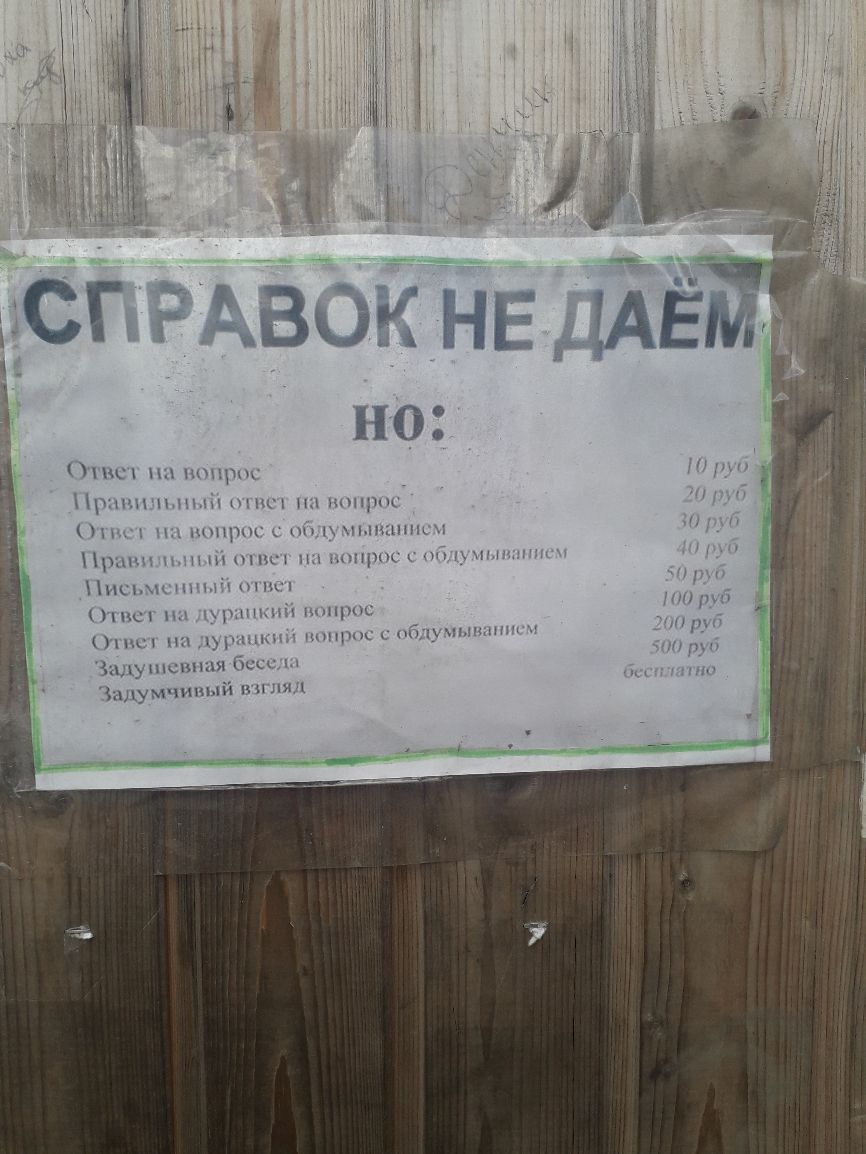 СПРАВОК НЕ ДАЁМ
но:
Ответ на вопрос 10 руб
Правильный ответ на вопрос 20 руб
Ответ на вопрос с обдумыванием 30 руб
Правильный ответ на вопрос с обдумыванием 40 руб
Письменный ответ 50 руб
Ответ на дурацкий вопрос 100 руб
Ответ на дурацкий вопрос с обдумыванием 200 руб
Задушевная беседа 500 руб
Задумчивый взгляд бесплатно